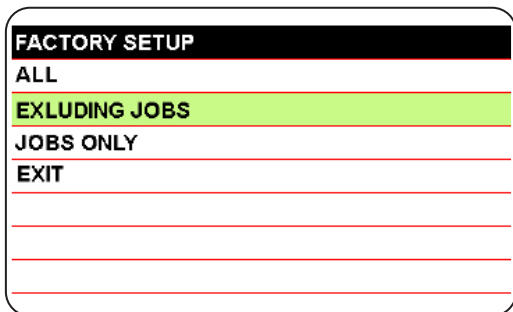 FACTORY SETUP
ALL
EXLUDING JOBS
JOBS ONLY
EXIT